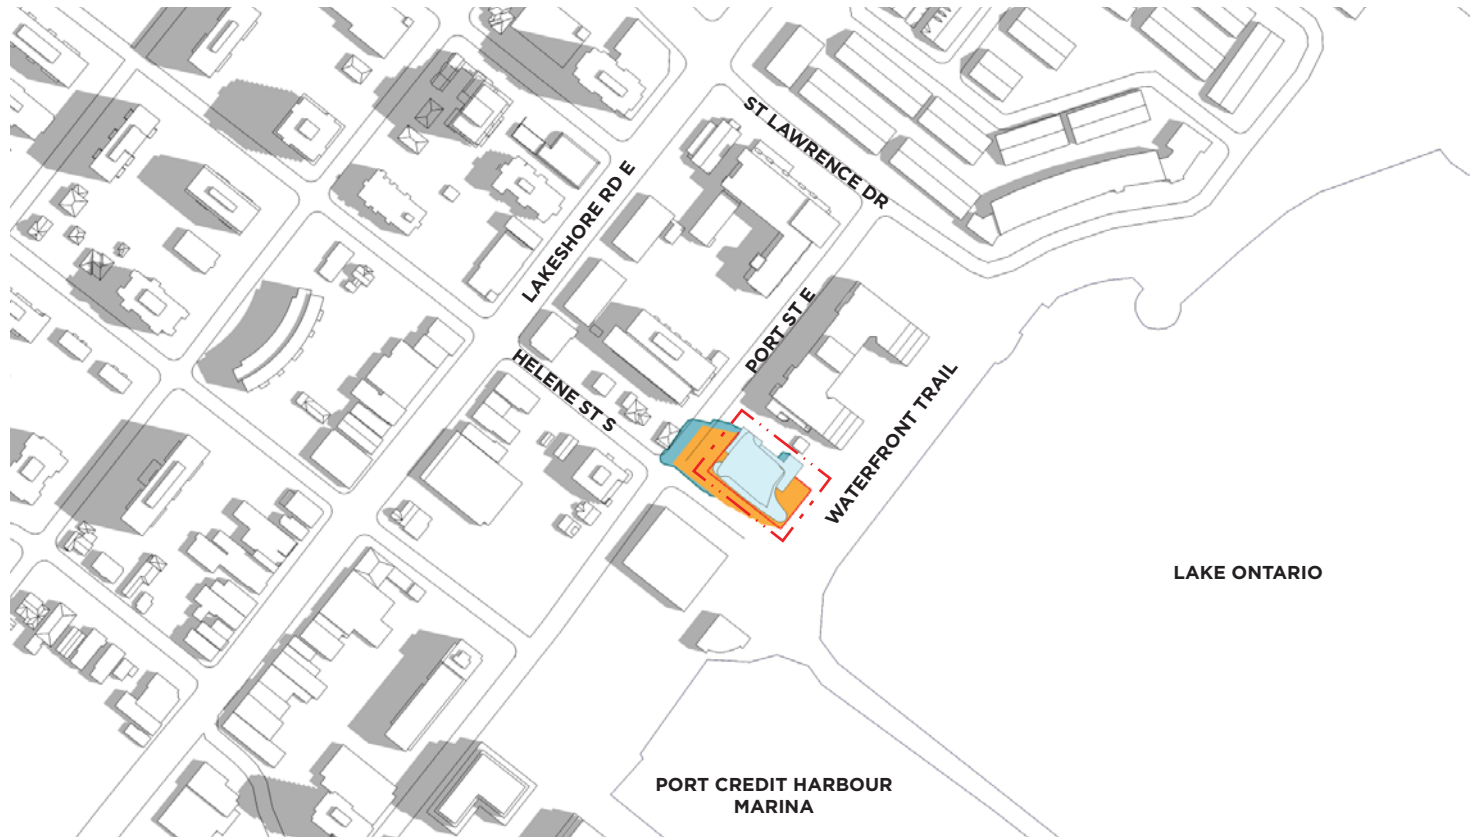 ST LAWRENCE DR
LAKESHORE RD E
PORT ST E
HELENE ST S
WATERFRONT TRAIL
LAKE ONTARIO
PORT CREDIT HARBOUR
MARINA